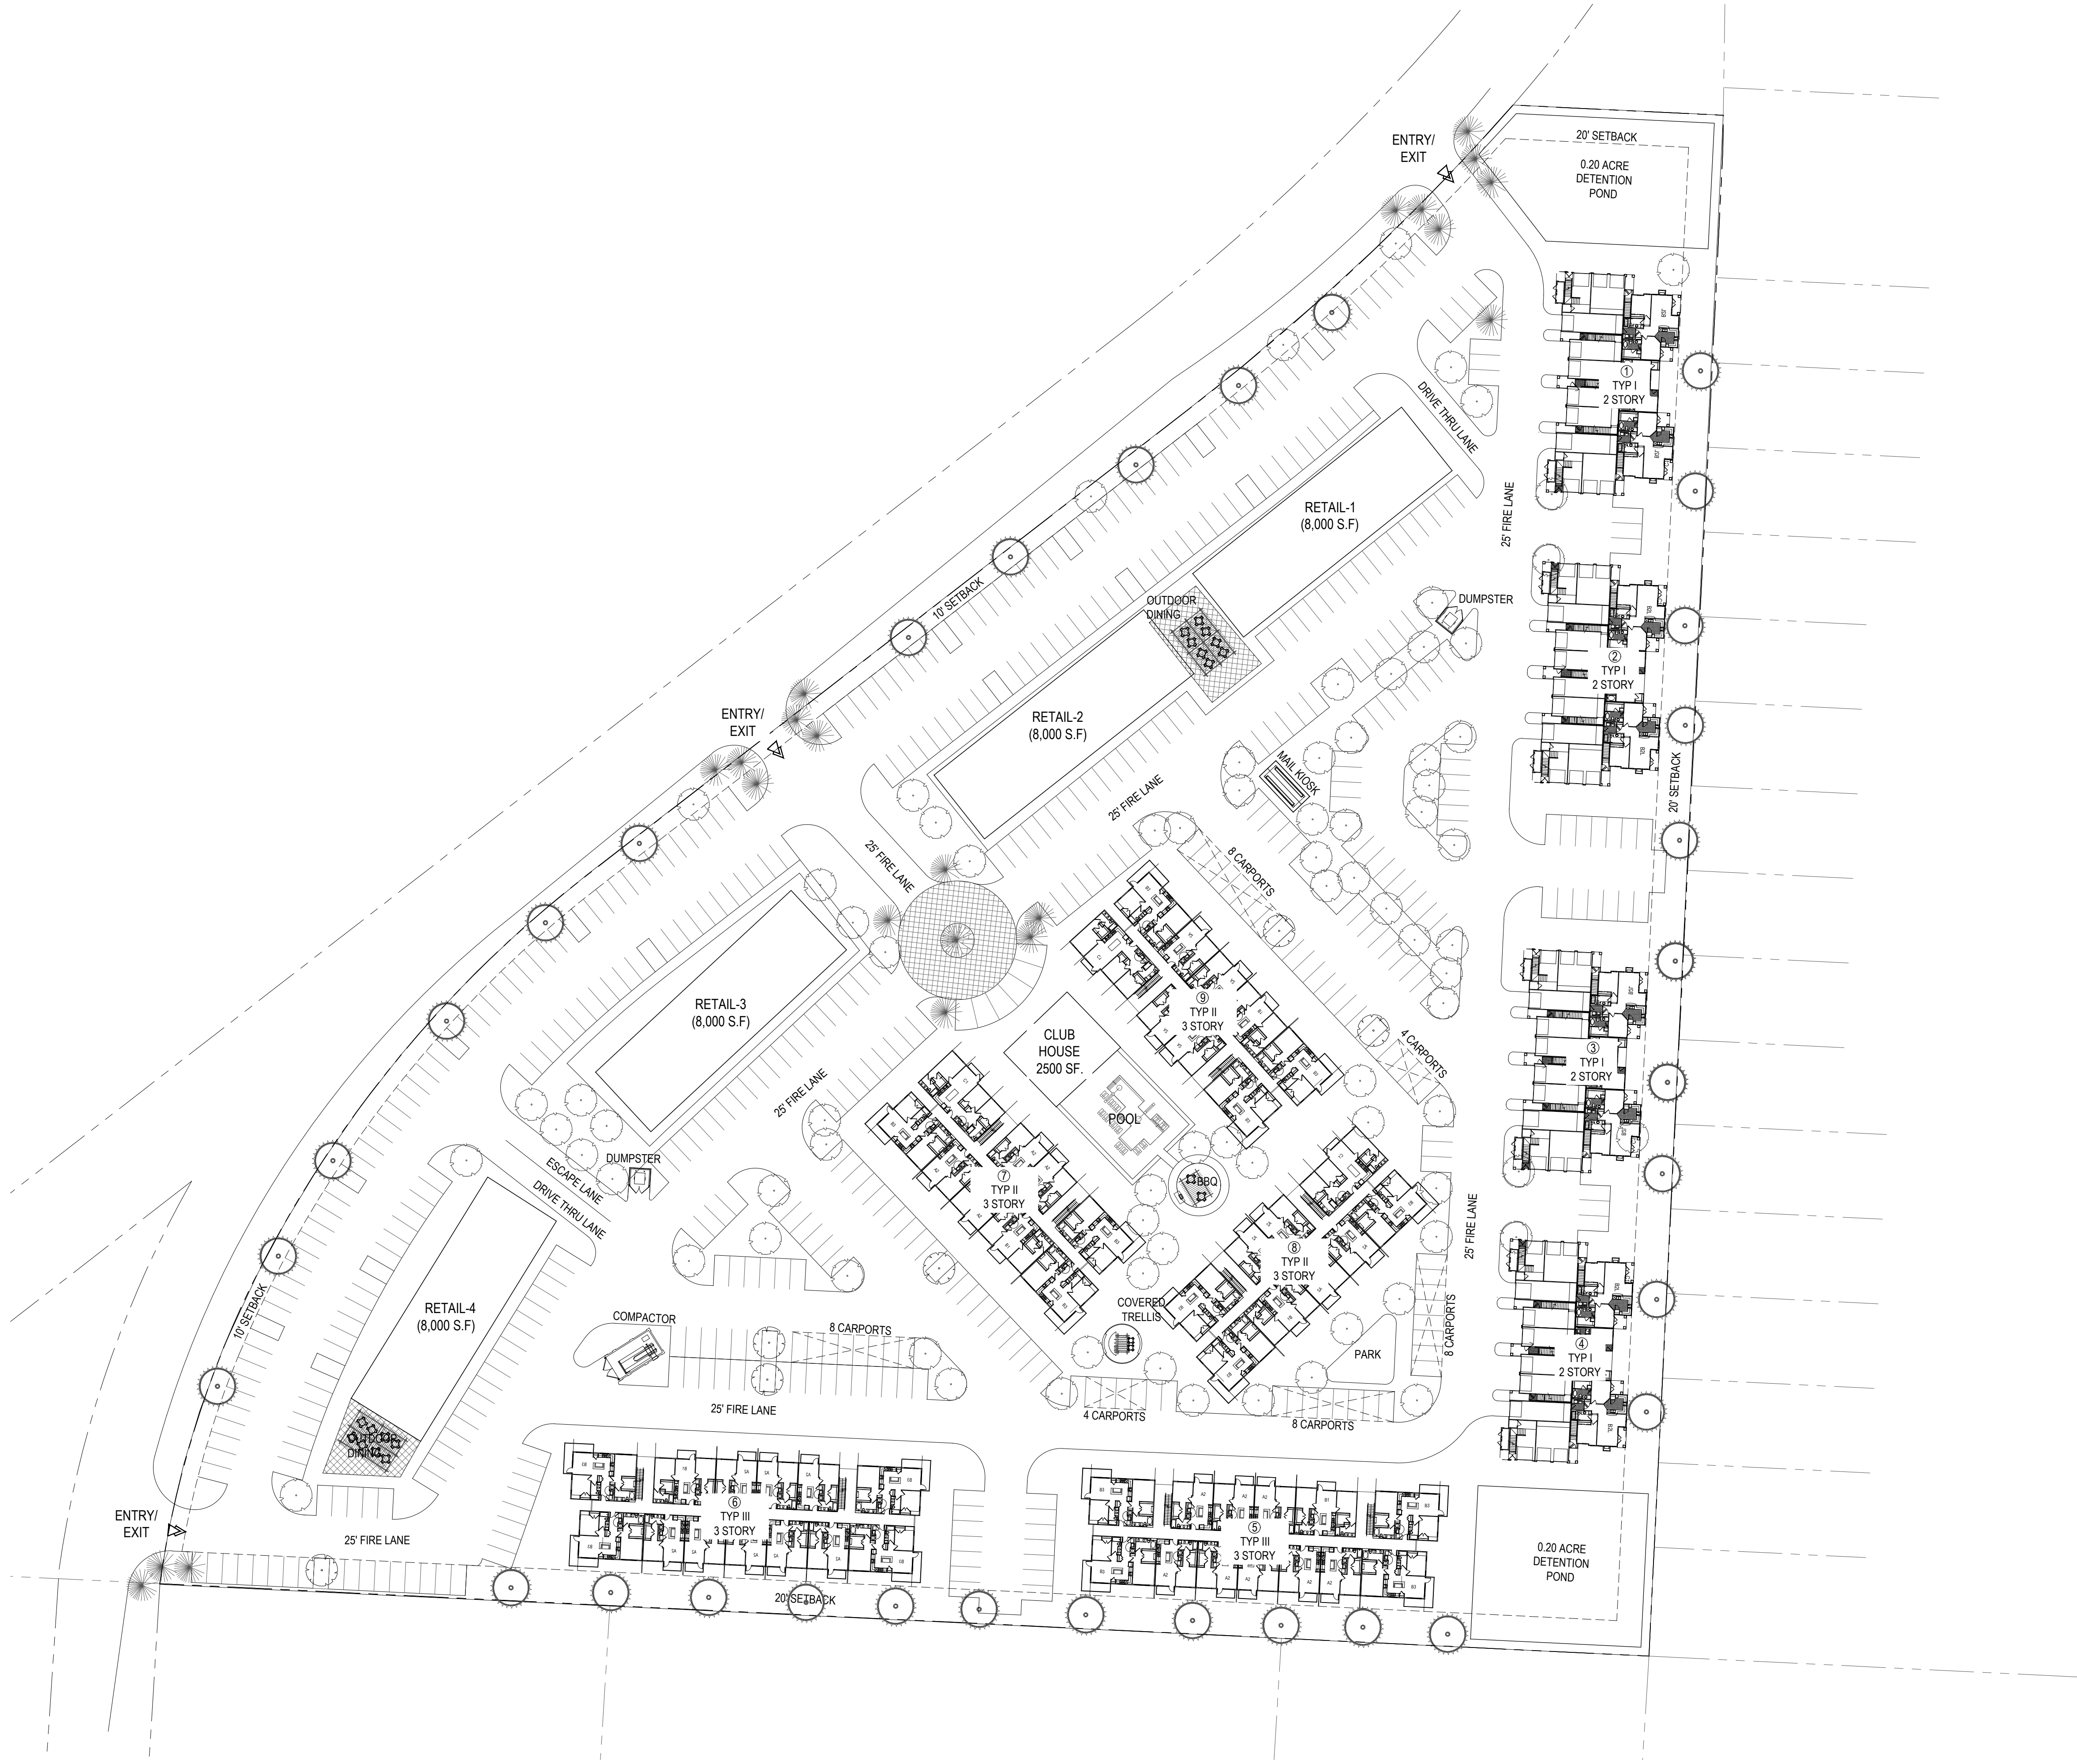 ENTRY/
EXIT
20' SETBACK
0.20 ACRE
DETENTION
POND
①
TYP I
2 STORY
DRIVE THRU LANE
RETAIL-1
(8,000 S.F)
25' FIRE LANE
10' SETBACK
OUTDOOR
DINING
DUMPSTER
②
TYP I
2 STORY
ENTRY/
EXIT
RETAIL-2
(8,000 S.F)
MAIL KIOSK
20' SETBACK
25' FIRE LANE
25' FIRE LANE
8 CARPORTS
RETAIL-3
(8,000 S.F)
⑨
TYP II
3 STORY
CLUB
HOUSE
2500 SF.
4 CARPORTS
③
TYP I
2 STORY
25' FIRE LANE
POOL
ESCAPE LANE
DRIVE THRU LANE
DUMPSTER
⑦
TYP II
3 STORY
BBQ
25' FIRE LANE
⑧
TYP II
3 STORY
10' SETBACK
RETAIL-4
(8,000 S.F)
COMPACTOR
8 CARPORTS
COVERED
TRELLIS
PARK
8 CARPORTS
④
TYP I
2 STORY
25' FIRE LANE
4 CARPORTS
8 CARPORTS
OUTDOOR
DINING
ENTRY/
EXIT
25' FIRE LANE
⑥
TYP III
3 STORY
⑤
TYP III
3 STORY
0.20 ACRE
DETENTION
POND
20' SETBACK